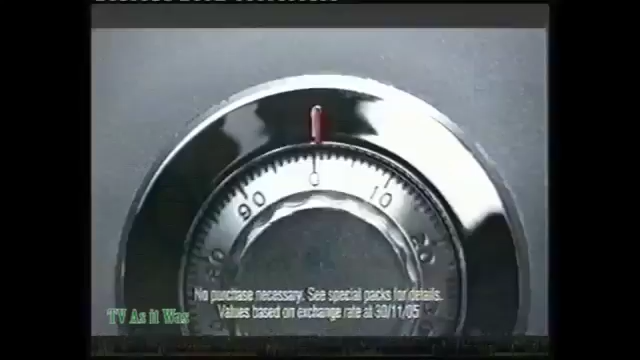 0
90
10
80
20
No purchase necessary. See special packs for details.
Values based on exchange rate at 30/11/05
TV As it Was